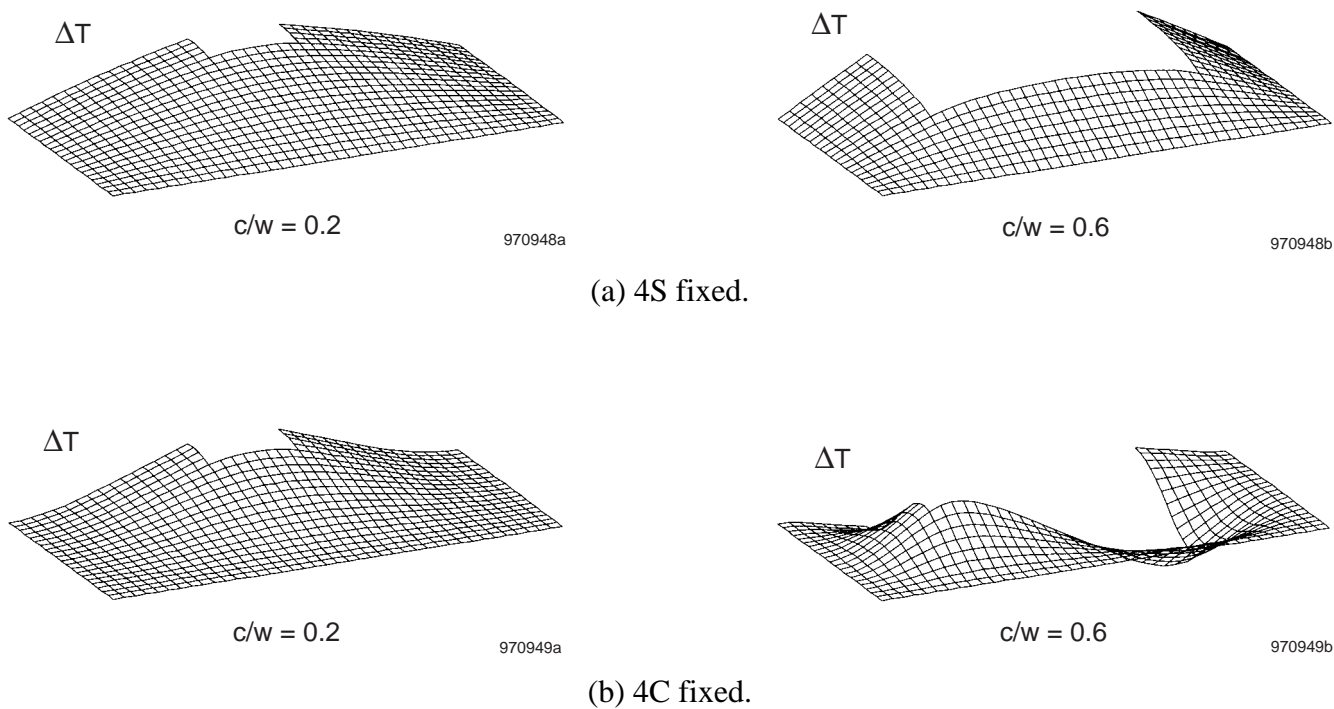 ΔT
ΔT
c/w = 0.2
970948a
c/w = 0.6
970948b
(a) 4S fixed.
ΔT
ΔT
c/w = 0.2
970949a
c/w = 0.6
970949b
(b) 4C fixed.